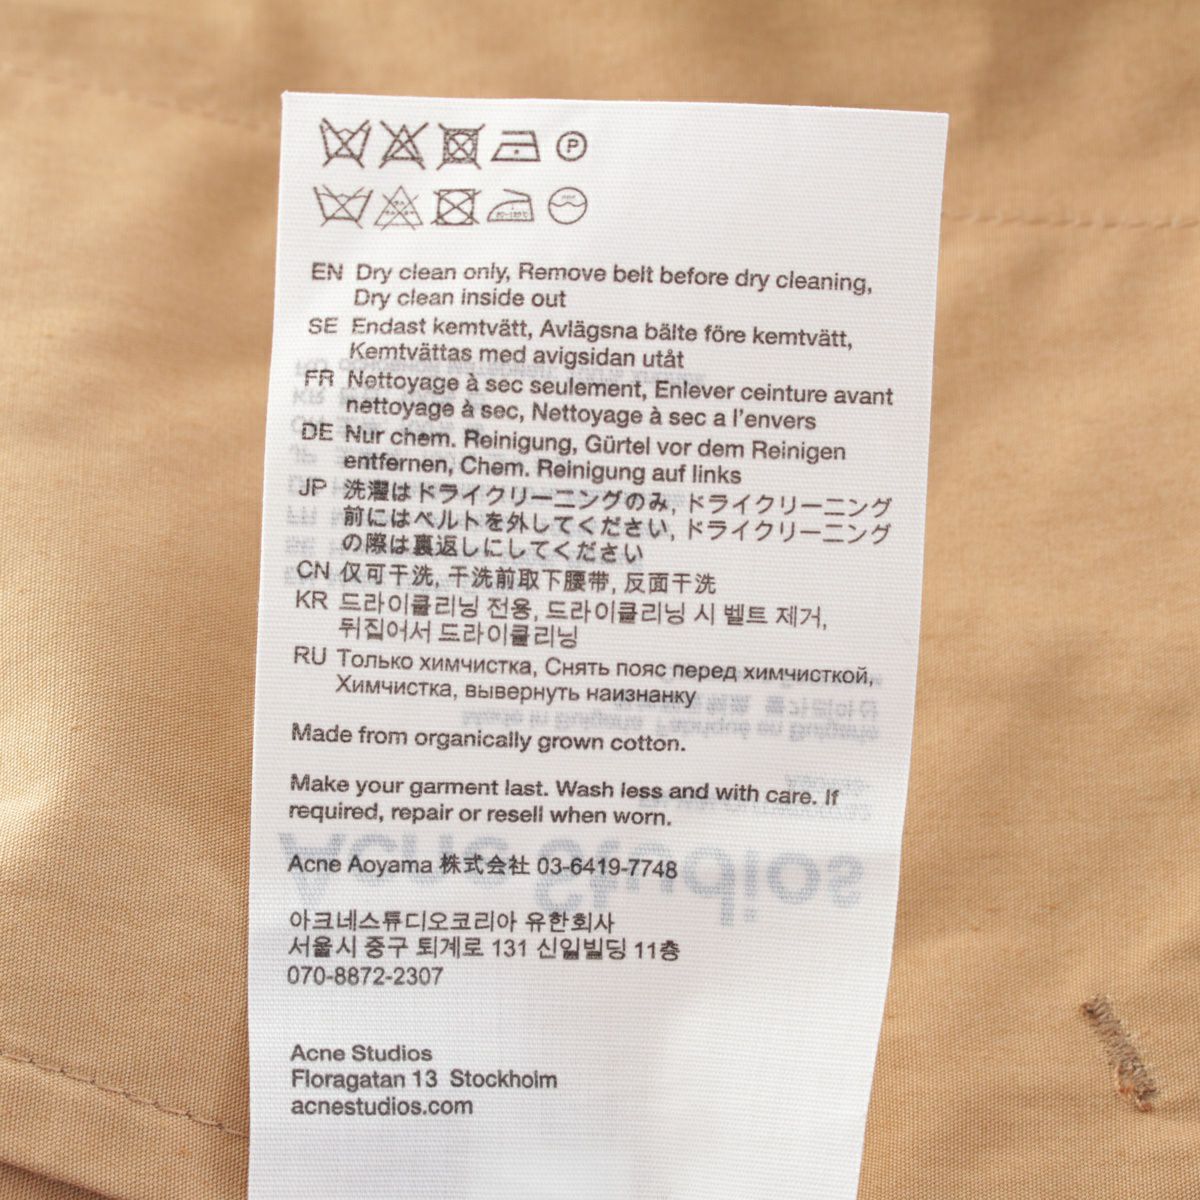 P
EN Dry clean only, Remove belt before dry cleaning,
Dry clean inside out
SE Endast kemtvätt, Avlägsna bälte före kemtvätt,
Kemtvättas med avigsidan utåt
FR Nettoyage à sec seulement, Enlever ceinture avant
nettoyage à sec, Nettoyage à sec a l'envers
DE Nur chem. Reinigung, Gürtel vor dem Reinigen
entfernen, Chem. Reinigung auf links
JP 洗濯はドライクリーニングのみ, ドライクリーニング
前にはベルトを外してください, ドライクリーニング
の際は裏返しにしてください
CN 仅可干洗, 干洗前取下腰带, 反面干洗
KR 드라이클리닝 전용, 드라이클리닝 시 벨트 제거,
뒤집어서 드라이클리닝
RU Только химчистка, Снять пояс перед химчисткой,
Химчистка, вывернуть наизнанку
Made from organically grown cotton.
Make your garment last. Wash less and with care. If
required, repair or resell when worn.
Acne Aoyama 株式会社 03-6419-7748
아크네스튜디오코리아 유한회사
서울시 중구 퇴계로 131 신일빌딩 11층
070-8872-2307
Acne Studios
Floragatan 13 Stockholm
acnestudios.com